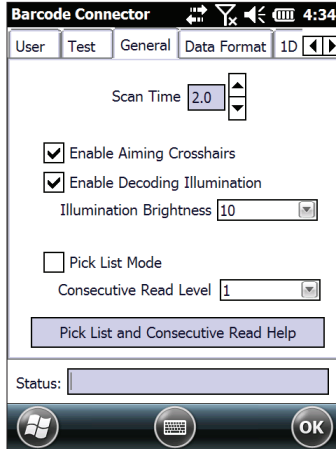 Barcode Connector 4:34
User Test General Data Format 1D
Scan Time 2.0
Enable Aiming Crosshairs
Enable Decoding Illumination
Illumination Brightness 10
Pick List Mode
Consecutive Read Level 1
Pick List and Consecutive Read Help
Status:
OK